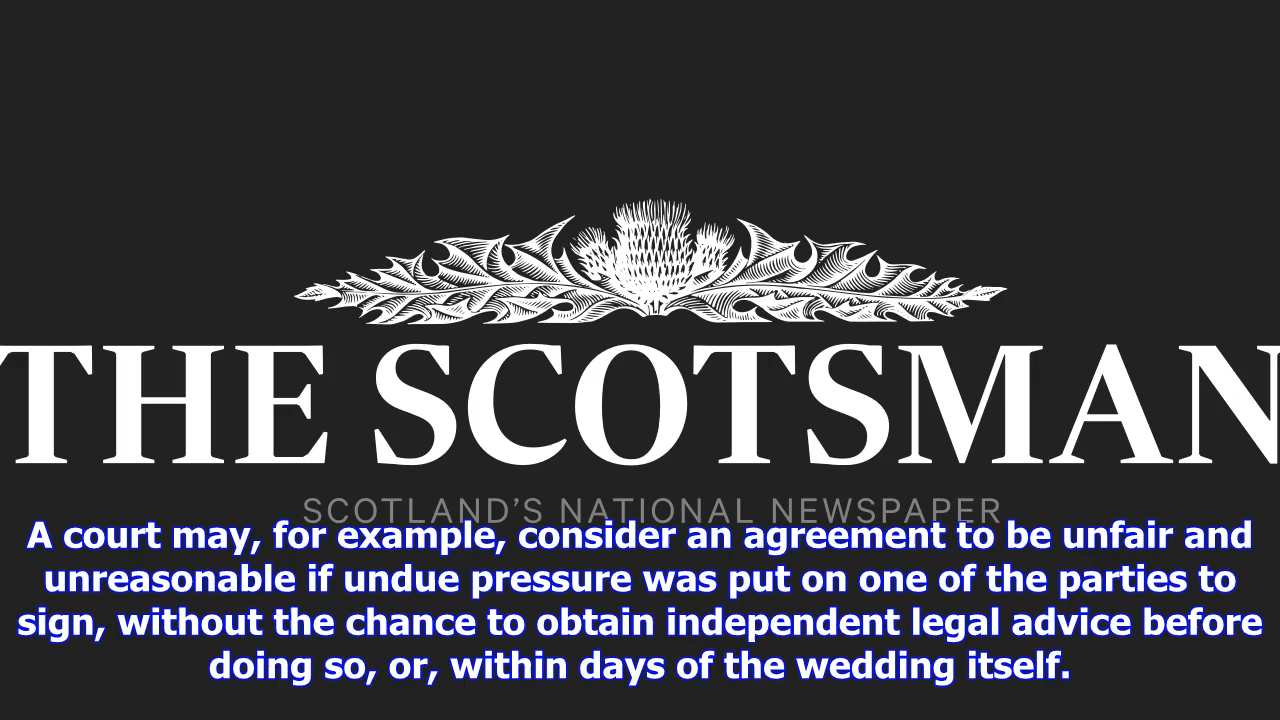 THE SCOTSMAN
SCOTLAND'S NATIONAL NEWSPAPER
A court may, for example, consider an agreement to be unfair and
unreasonable if undue pressure was put on one of the parties to
sign, without the chance to obtain independent legal advice before
doing so, or, within days of the wedding itself.